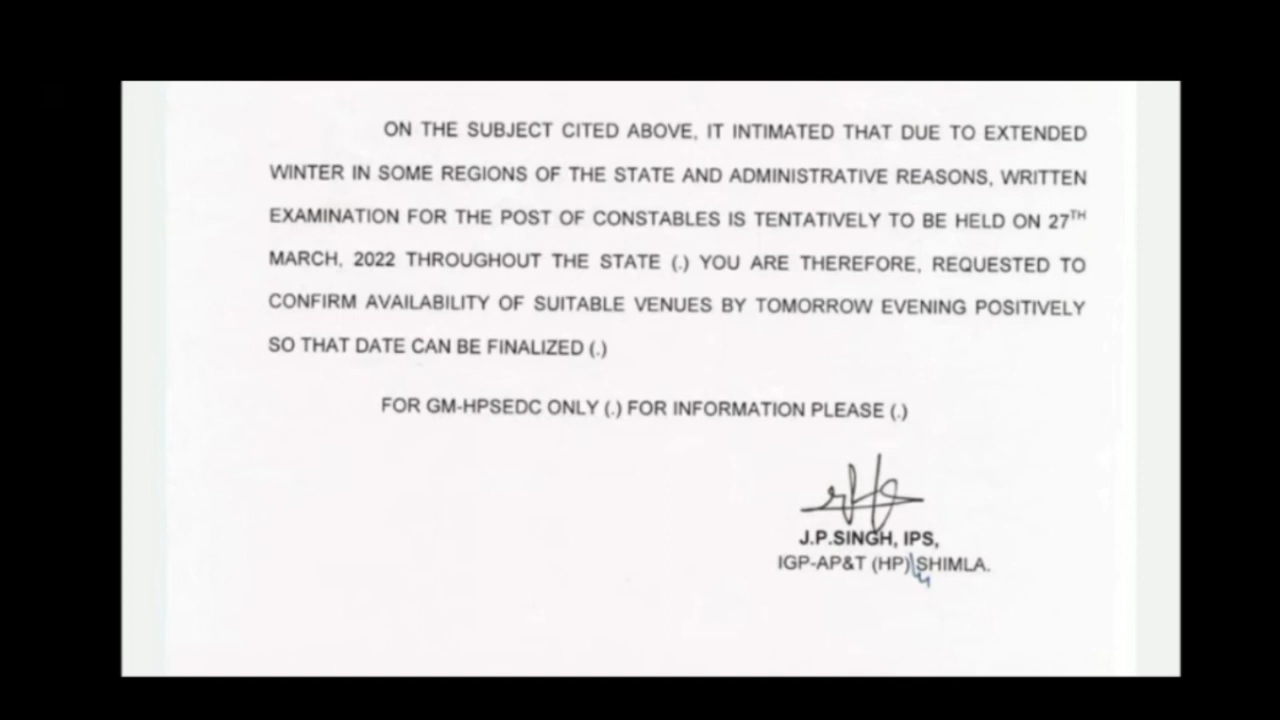 ON THE SUBJECT CITED ABOVE, IT INTIMATED THAT DUE TO EXTENDED
WINTER IN SOME REGIONS OF THE STATE AND ADMINISTRATIVE REASONS, WRITTEN
EXAMINATION FOR THE POST OF CONSTABLES IS TENTATIVELY TO BE HELD ON 27TH
MARCH, 2022 THROUGHOUT THE STATE (.) YOU ARE THEREFORE, REQUESTED TO
CONFIRM AVAILABILITY OF SUITABLE VENUES BY TOMORROW EVENING POSITIVELY
SO THAT DATE CAN BE FINALIZED (.)
FOR GM-HPSEDC ONLY (.) FOR INFORMATION PLEASE (.)
J.P.SINGH, IPS,
IGP-AP&T (HP) SHIMLA.